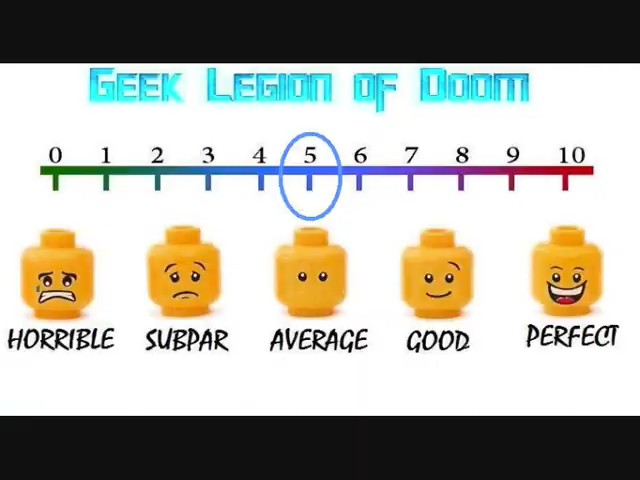 GEEK LEGION OF DOOM
0 1 2 3 4 5 6 7 8 9 10
HORRIBLE SUBPAR AVERAGE GOOD PERFECT